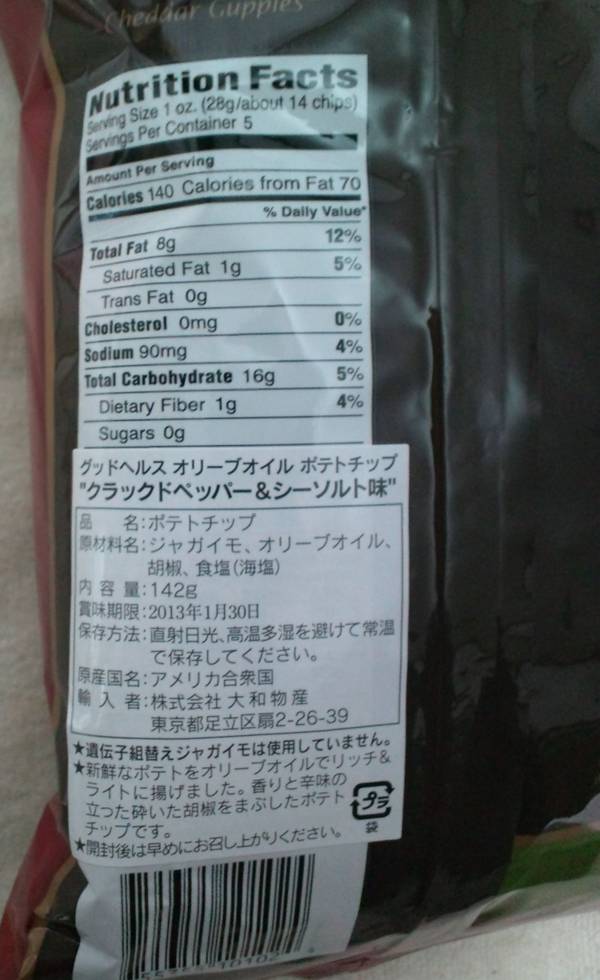 Cheddar Guppies
Nutrition Facts
Serving Size 1 oz. (28g/about 14 chips)
Servings Per Container 5
Amount Per Serving
Calories 140 Calories from Fat 70
% Daily Value*
Total Fat 8g 12%
Saturated Fat 1g 5%
Trans Fat 0g
Cholesterol 0mg 0%
Sodium 90mg 4%
Total Carbohydrate 16g 5%
Dietary Fiber 1g 4%
Sugars 0g
グッドヘルス オリーブオイル ポテトチップ
"クラックドペッパー&シーソルト味"
品 名:ポテトチップ
原材料名:ジャガイモ、オリーブオイル、
胡椒、食塩(海塩)
内 容 量:142g
賞味期限:2013年1月30日
保存方法:直射日光、高温多湿を避けて常温
で保存してください。
原産国名:アメリカ合衆国
輸 入 者:株式会社 大和物産
東京都足立区扇2-26-39
★遺伝子組替えジャガイモは使用していません。
★新鮮なポテトをオリーブオイルでリッチ&
ライトに揚げました。香りと辛味の
立った砕いた胡椒をまぶしたポテト
チップです。
★開封後は早めにお召し上がりください。
プラ
袋